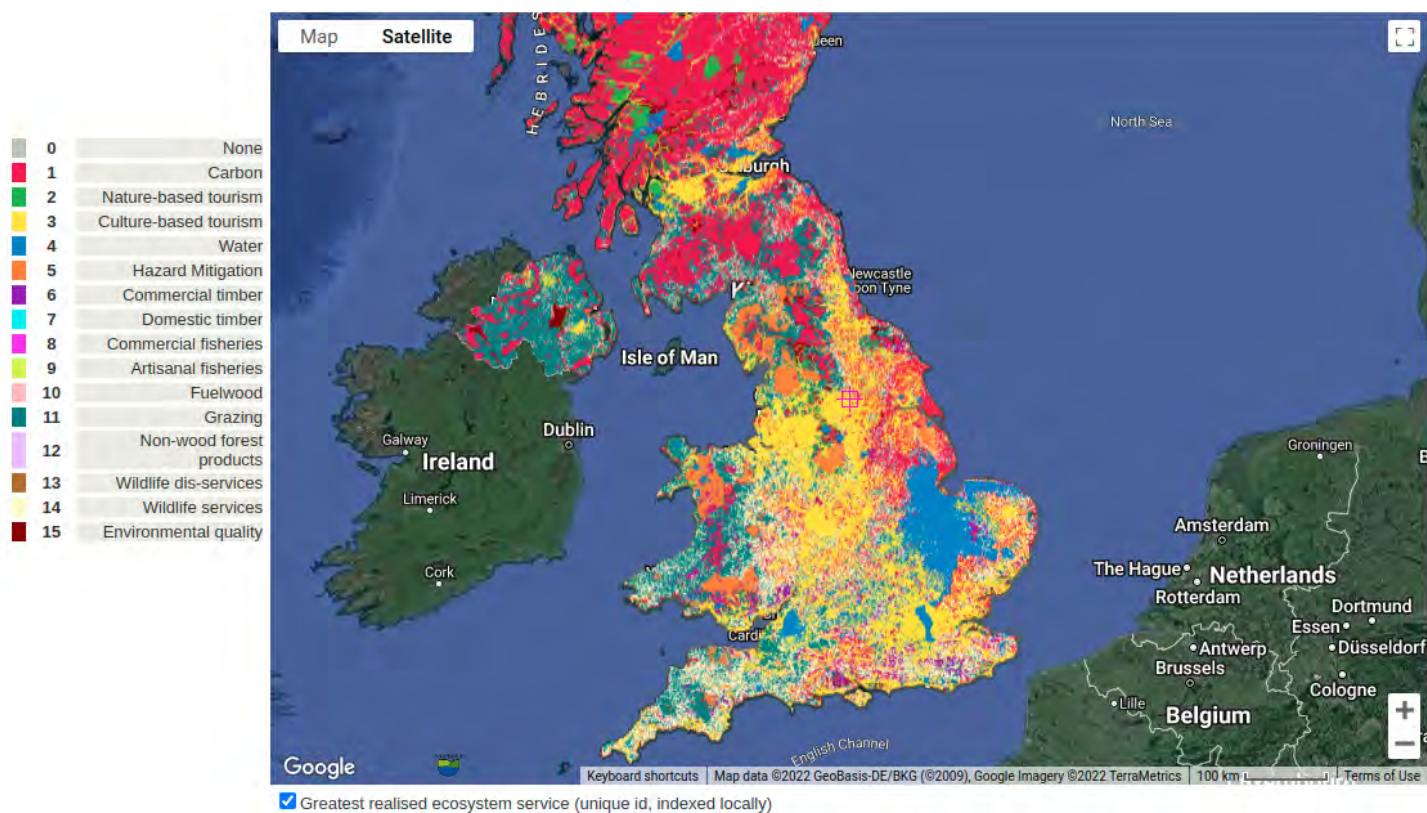 Map
Satellite
HEBRIDES
deen
North Sea
0 None
1 Carbon
2 Nature-based tourism
3 Culture-based tourism
4 Water
5 Hazard Mitigation
6 Commercial timber
7 Domestic timber
8 Commercial fisheries
9 Artisanal fisheries
10 Fuelwood
11 Grazing
12 Non-wood forest
products
13 Wildlife dis-services
14 Wildlife services
15 Environmental quality
Newcastle
pon Tyne
Isle of Man
Dublin
Galway
Ireland
Limerick
Cork
Groningen
Amsterdam
The Hague
Netherlands
Rotterdam
Dortmund
Essen
Düsseldorf
Antwerp
Brussels
Cologne
Lille
Belgium
English Channel
+
−
Google
Keyboard shortcuts
Map data ©2022 GeoBasis-DE/BKG (©2009), Google Imagery ©2022 TerraMetrics
100 km
Terms of Use
Greatest realised ecosystem service (unique id, indexed locally)